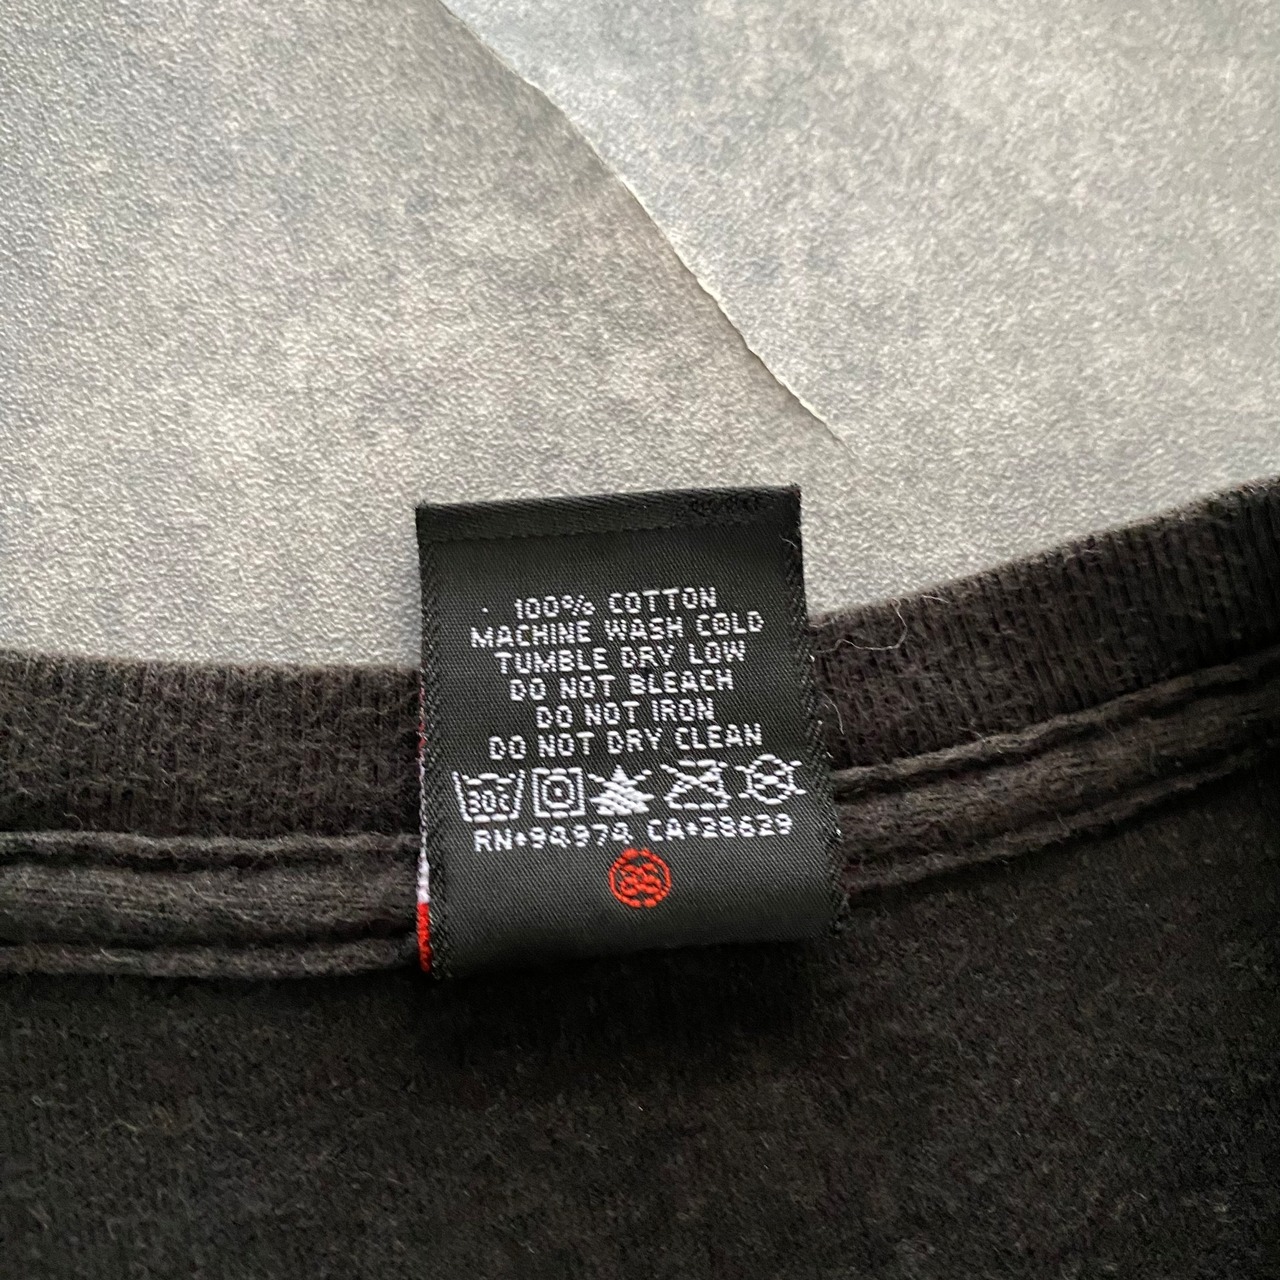 100% COTTON
MACHINE WASH COLD
TUMBLE DRY LOW
DO NOT BLEACH
DO NOT IRON
DO NOT DRY CLEAN
30c
RN*94974 CA*28629